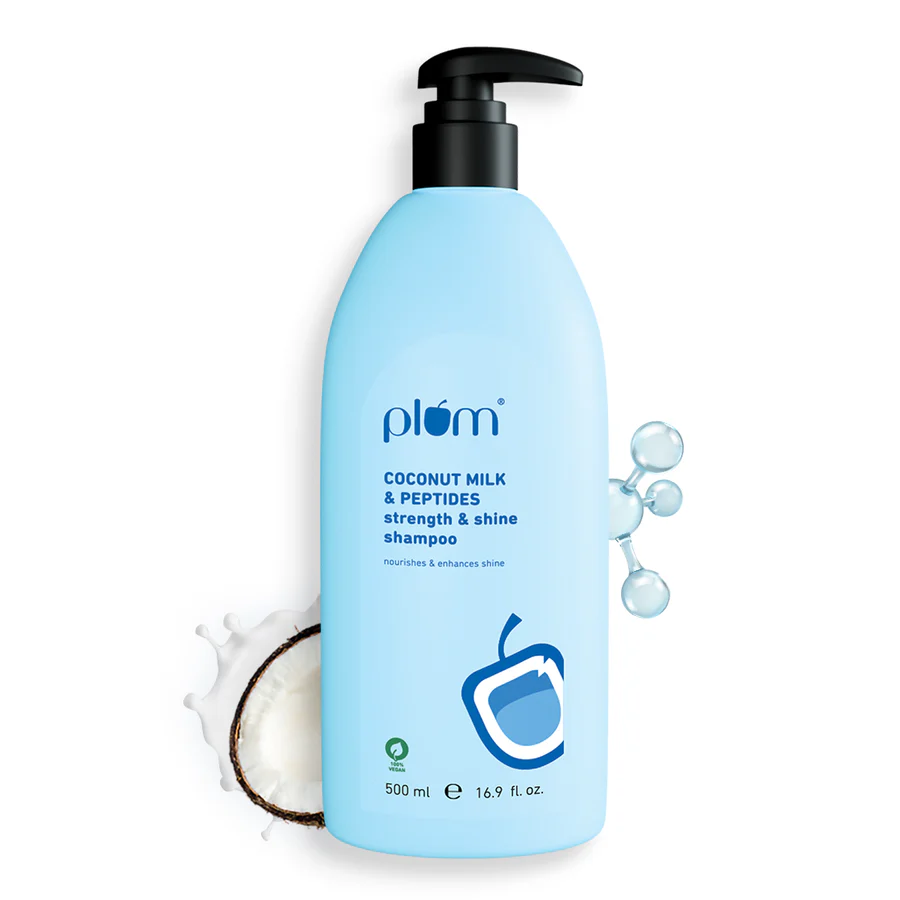 plum®
COCONUT MILK
& PEPTIDES
strength & shine
shampoo
nourishes & enhances shine
100%
VEGAN
500 ml ℮ 16.9 fl. oz.